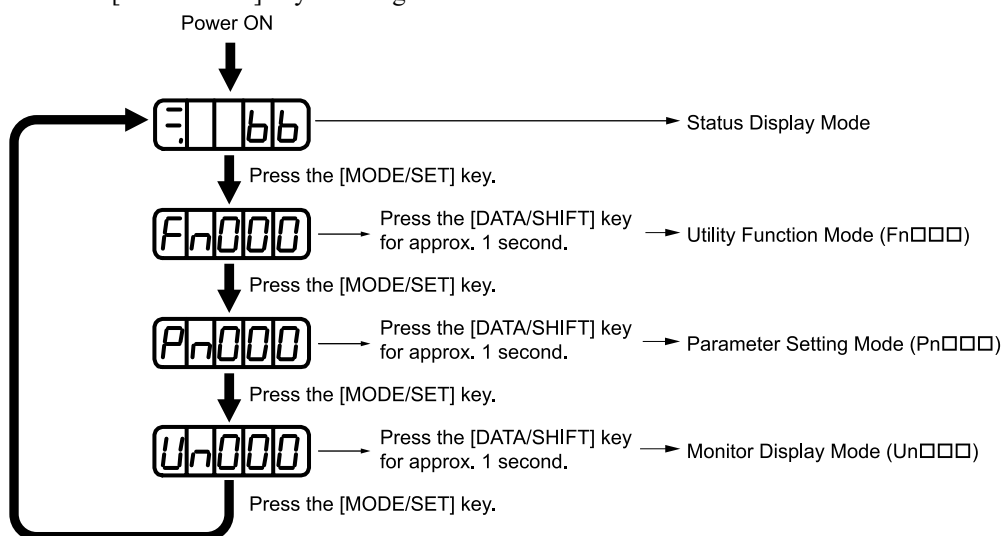 Power ON
bb
Status Display Mode
Press the [MODE/SET] key.
Fn000
Press the [DATA/SHIFT] key
for approx. 1 second.
Utility Function Mode (Fn□□□)
Press the [MODE/SET] key.
Pn000
Press the [DATA/SHIFT] key
for approx. 1 second.
Parameter Setting Mode (Pn□□□)
Press the [MODE/SET] key.
Un000
Press the [DATA/SHIFT] key
for approx. 1 second.
Monitor Display Mode (Un□□□)
Press the [MODE/SET] key.